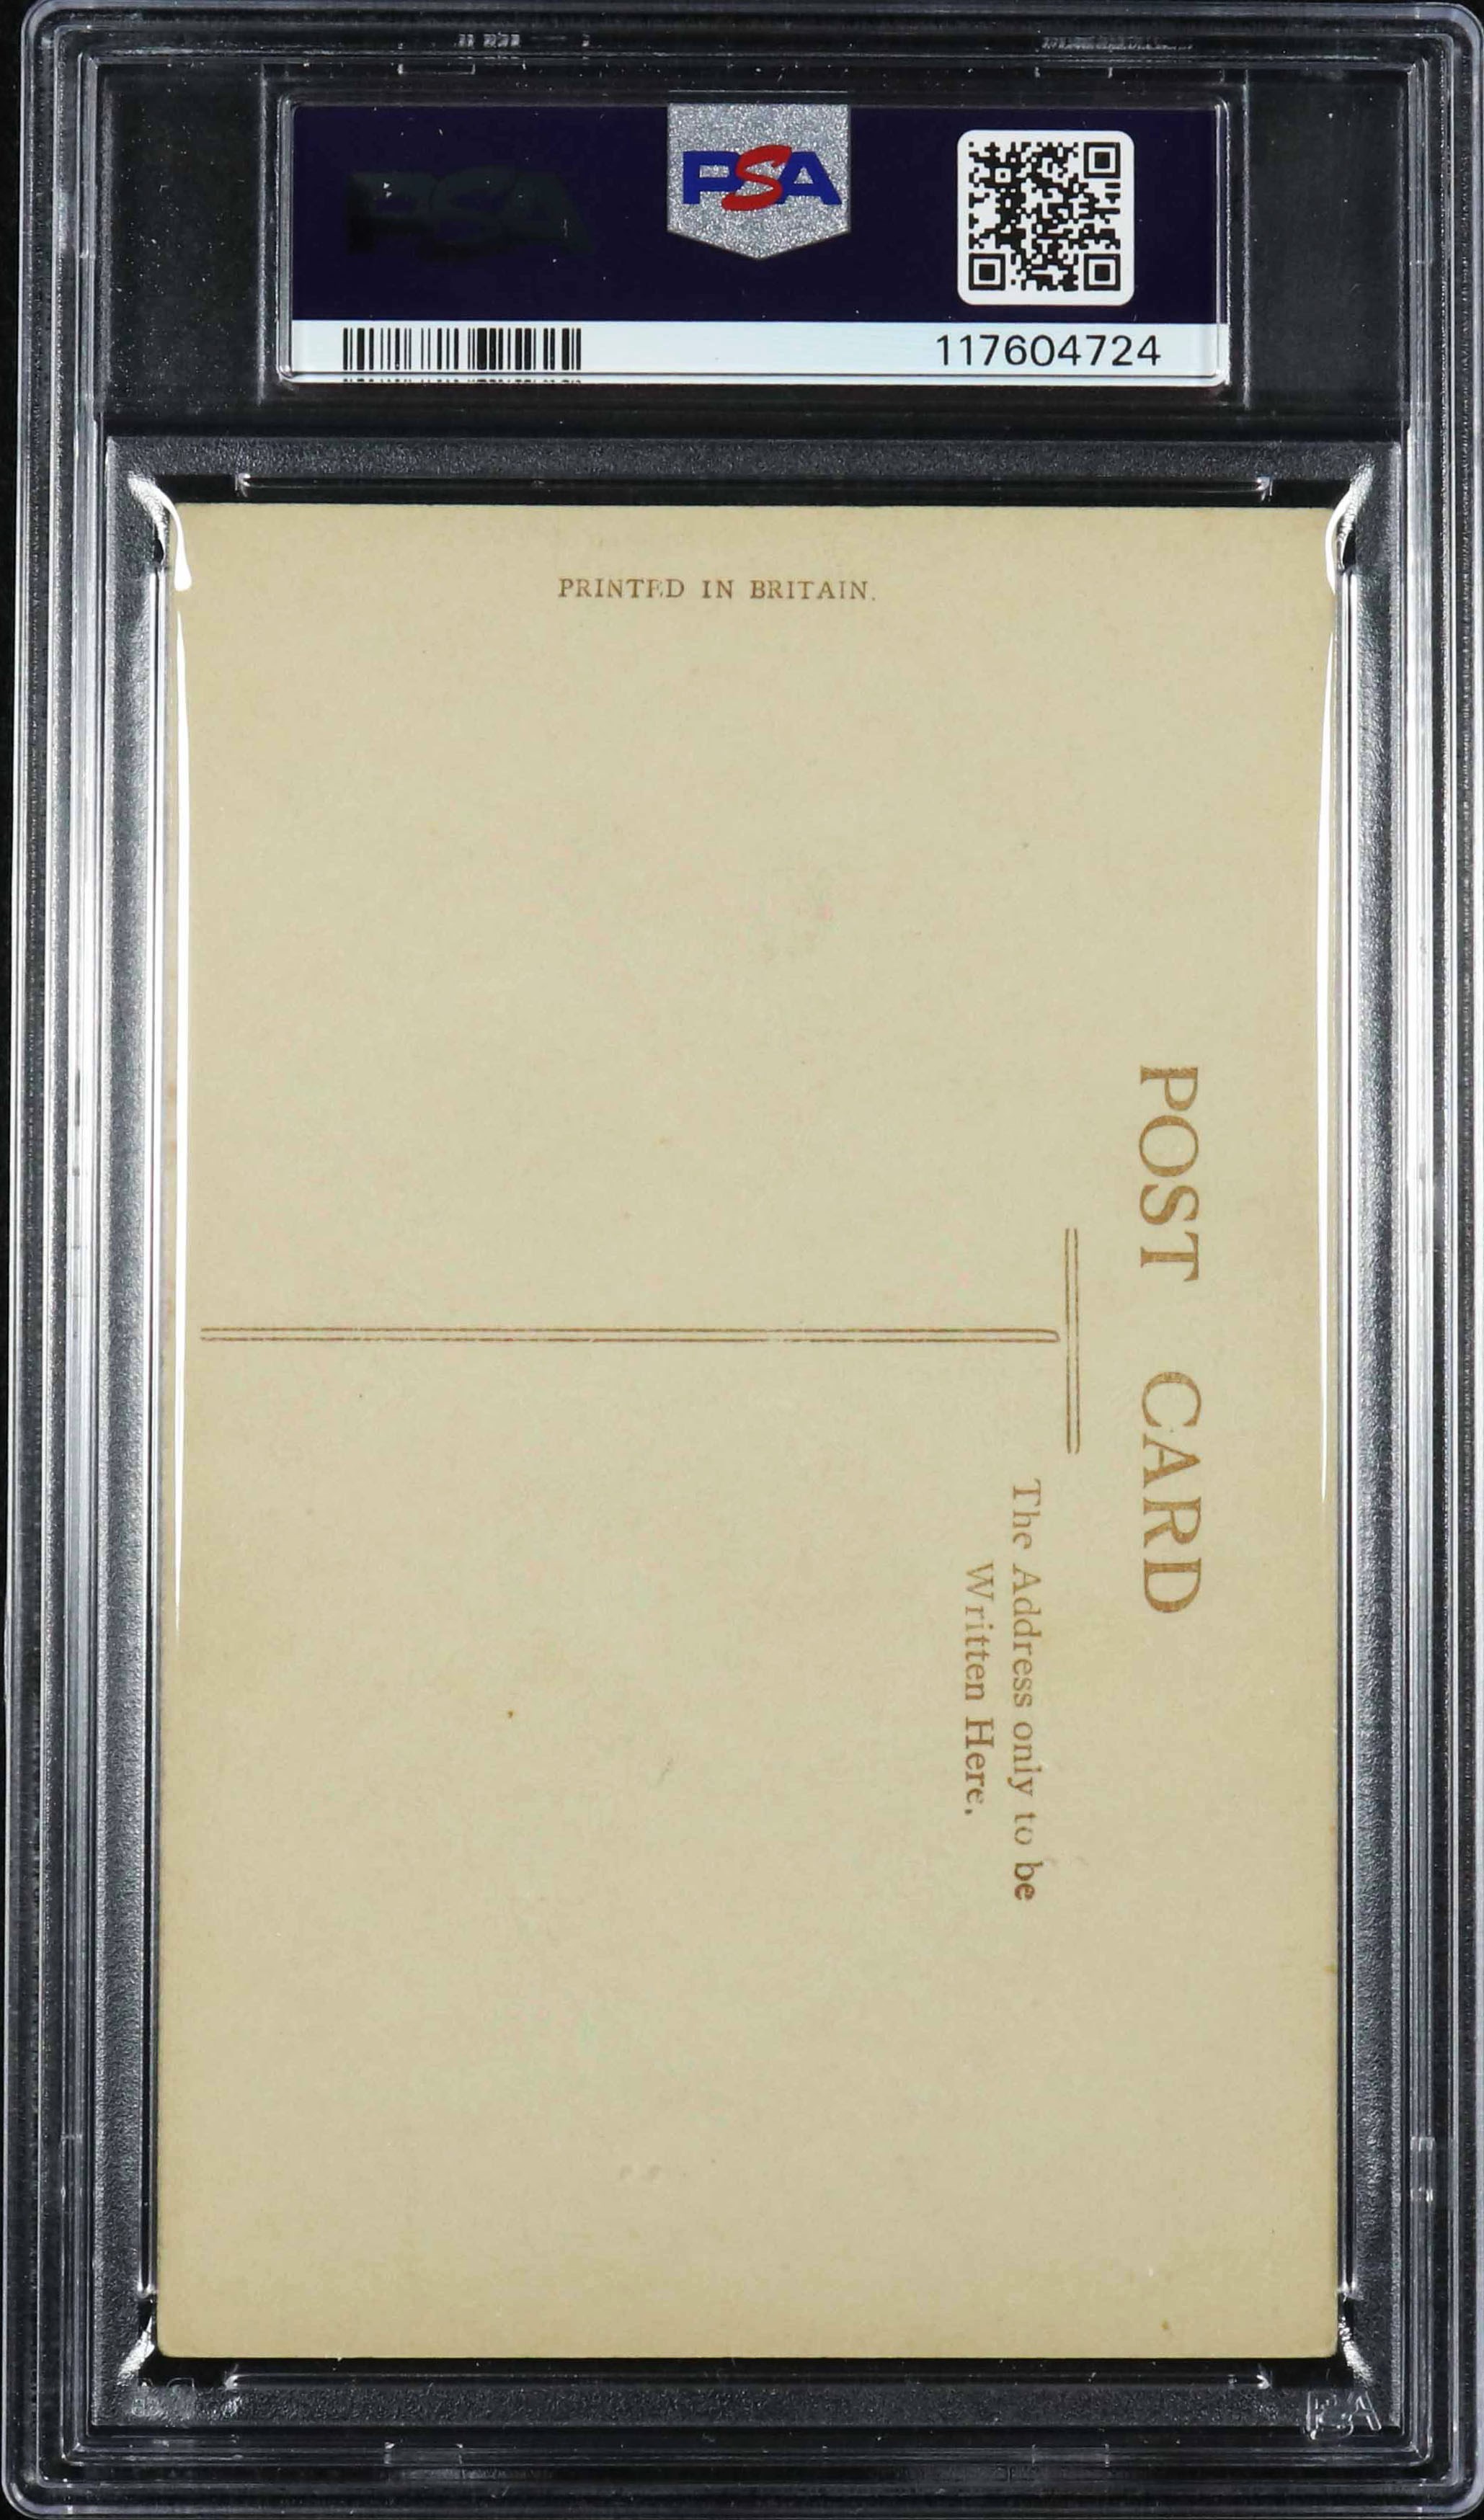 PSA
117604724
PRINTED IN BRITAIN.
POST CARD
The Address only to be
Written Here.